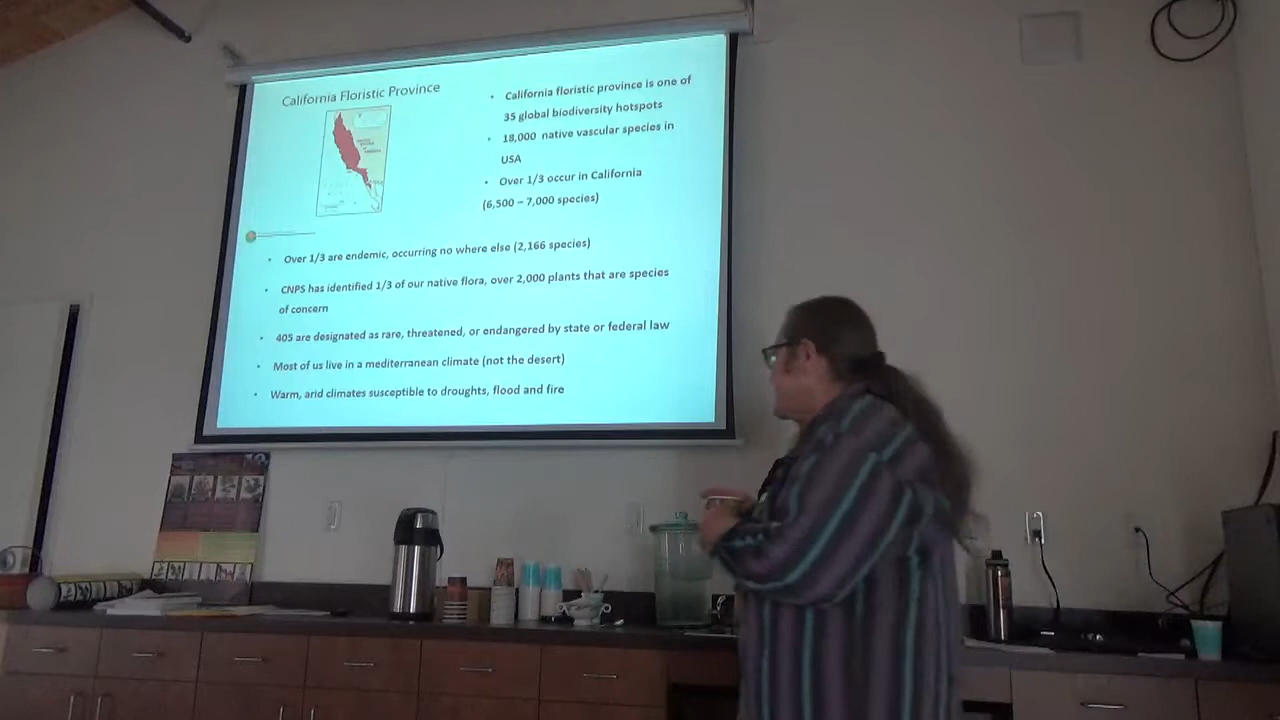 California Floristic Province
• California floristic province is one of
35 global biodiversity hotspots
• 18,000 native vascular species in
USA
• Over 1/3 occur in California
(6,500 – 7,000 species)
• Over 1/3 are endemic, occurring no where else (2,166 species)
• CNPS has identified 1/3 of our native flora, over 2,000 plants that are species
of concern
• 405 are designated as rare, threatened, or endangered by state or federal law
• Most of us live in a mediterranean climate (not the desert)
• Warm, arid climates susceptible to droughts, flood and fire